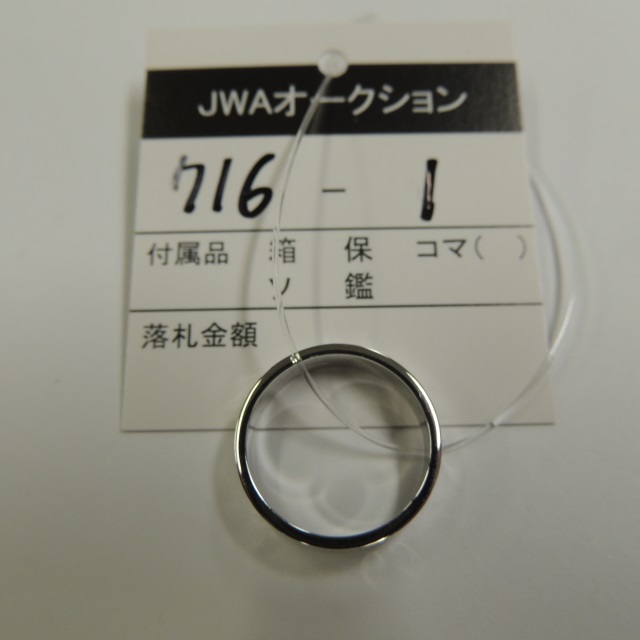 JWAオークション
716 - 1
付属品 箱 保 コマ( )
ソ 鑑
落札金額